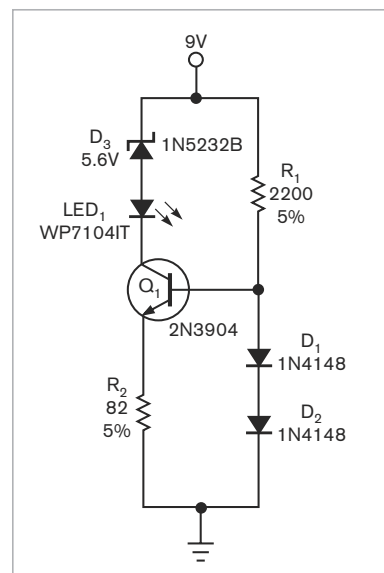 9V
D3
5.6V
1N5232B
LED1
WP7104IT
R1
2200
5%
Q1
2N3904
D1
1N4148
R2
82
5%
D2
1N4148